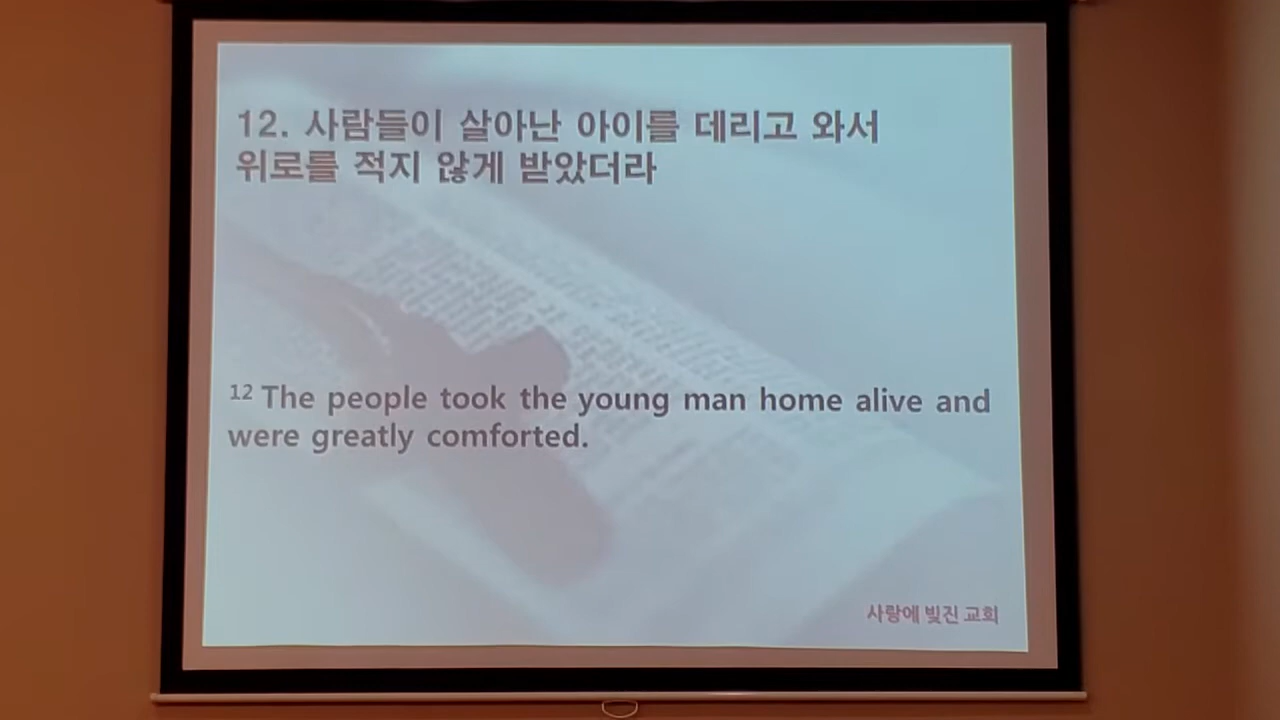 12. 사람들이 살아난 아이를 데리고 와서
위로를 적지 않게 받았더라
12 The people took the young man home alive and
were greatly comforted.
사랑에 빚진 교회